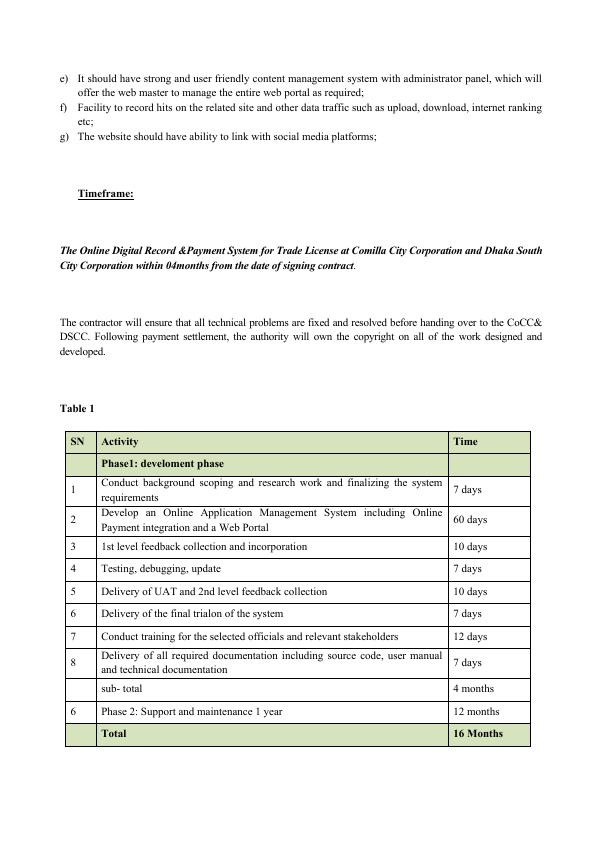 e) It should have strong and user friendly content management system with administrator panel, which will
offer the web master to manage the entire web portal as required;
f) Facility to record hits on the related site and other data traffic such as upload, download, internet ranking
etc;
g) The website should have ability to link with social media platforms;
Timeframe:
The Online Digital Record &Payment System for Trade License at Comilla City Corporation and Dhaka South
City Corporation within 04months from the date of signing contract.
The contractor will ensure that all technical problems are fixed and resolved before handing over to the CoCC&
DSCC. Following payment settlement, the authority will own the copyright on all of the work designed and
developed.
Table 1
SN Activity Time
Phase1: develoment phase
1 Conduct background scoping and research work and finalizing the system
requirements 7 days
2 Develop an Online Application Management System including Online
Payment integration and a Web Portal 60 days
3 1st level feedback collection and incorporation 10 days
4 Testing, debugging, update 7 days
5 Delivery of UAT and 2nd level feedback collection 10 days
6 Delivery of the final trialon of the system 7 days
7 Conduct training for the selected officials and relevant stakeholders 12 days
8 Delivery of all required documentation including source code, user manual
and technical documentation 7 days
sub- total 4 months
6 Phase 2: Support and maintenance 1 year 12 months
Total 16 Months